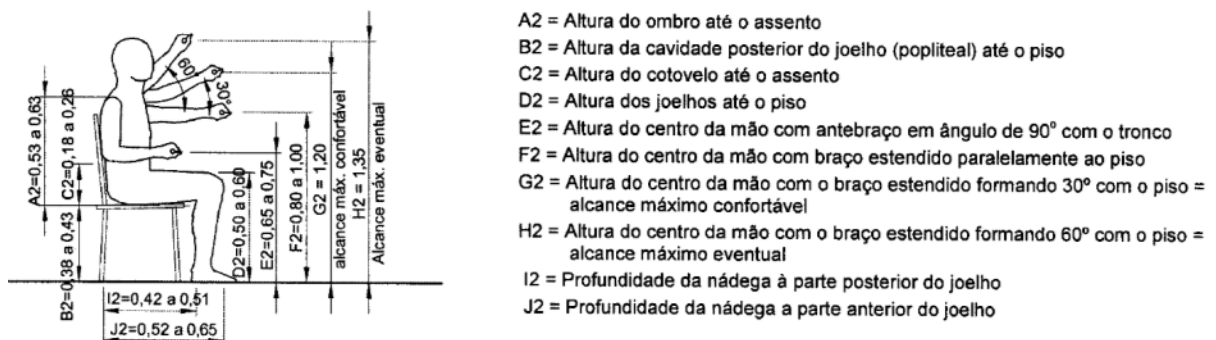 60°
30°
A2=0,53 a 0,63
C2=0,18 a 0,26
B2=0,38 a 0,43
D2=0,50 a 0,60
E2=0,65 a 0,75
F2=0,80 a 1,00
G2 = 1,20
alcance máx. confortável
H2 = 1,35
Alcance máx. eventual
I2=0,42 a 0,51
J2=0,52 a 0,65
A2 = Altura do ombro até o assento
B2 = Altura da cavidade posterior do joelho (popliteal) até o piso
C2 = Altura do cotovelo até o assento
D2 = Altura dos joelhos até o piso
E2 = Altura do centro da mão com antebraço em ângulo de 90° com o tronco
F2 = Altura do centro da mão com braço estendido paralelamente ao piso
G2 = Altura do centro da mão com o braço estendido formando 30º com o piso =
alcance máximo confortável
H2 = Altura do centro da mão com o braço estendido formando 60º com o piso =
alcance máximo eventual
I2 = Profundidade da nádega à parte posterior do joelho
J2 = Profundidade da nádega a parte anterior do joelho